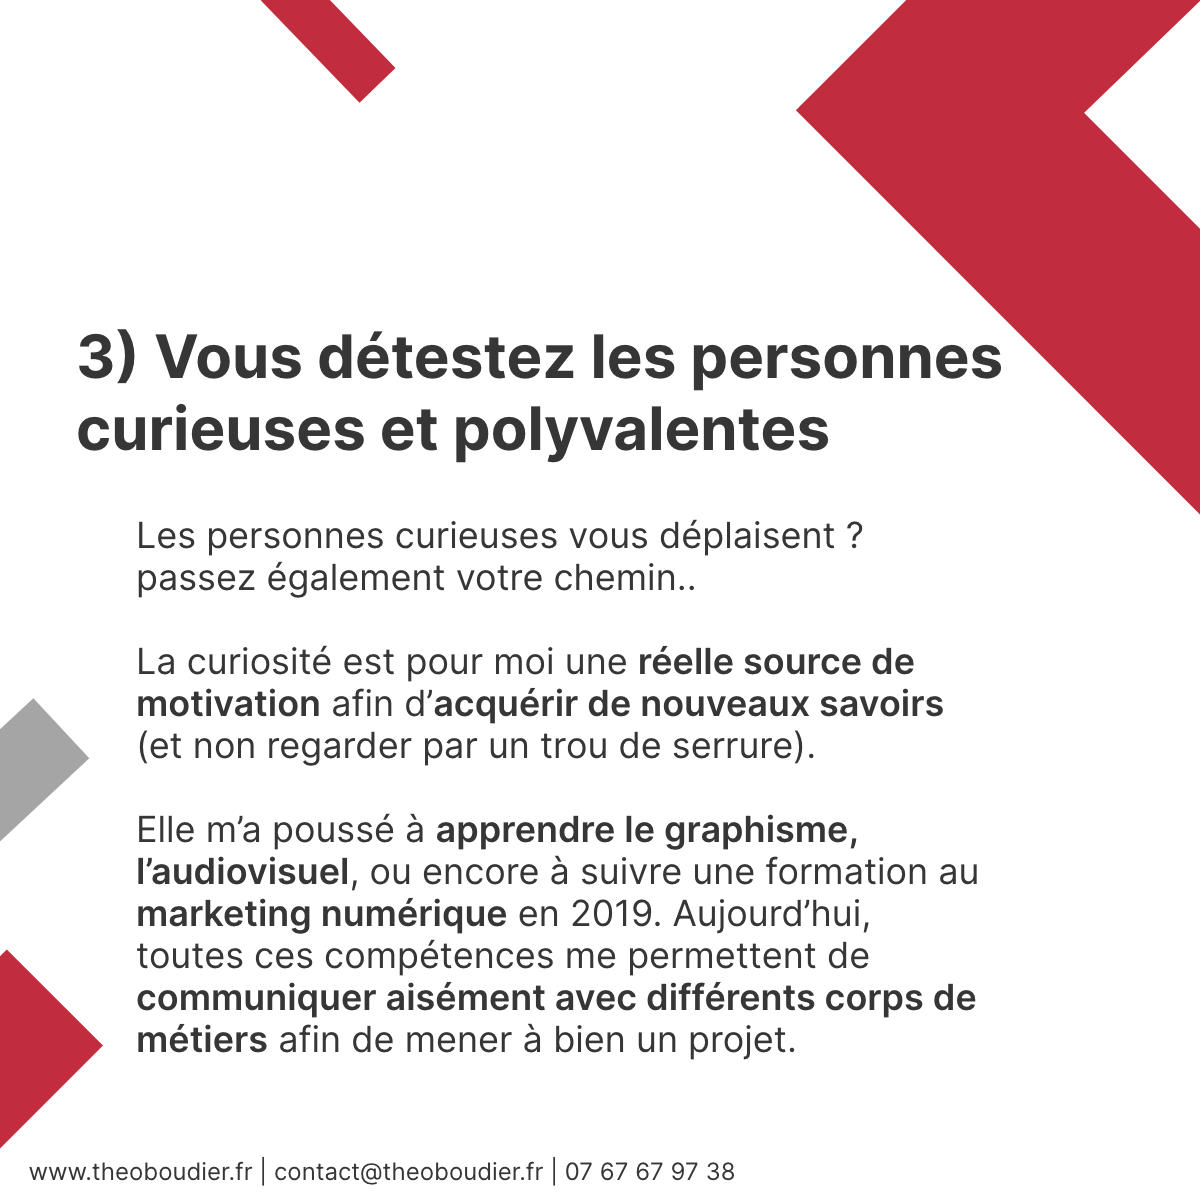 3) Vous détestez les personnes
curieuses et polyvalentes
Les personnes curieuses vous déplaisent ?
passez également votre chemin..
La curiosité est pour moi une réelle source de
motivation afin d’acquérir de nouveaux savoirs
(et non regarder par un trou de serrure).
Elle m’a poussé à apprendre le graphisme,
l’audiovisuel, ou encore à suivre une formation au
marketing numérique en 2019. Aujourd’hui,
toutes ces compétences me permettent de
communiquer aisément avec différents corps de
métiers afin de mener à bien un projet.
www.theoboudier.fr | contact@theoboudier.fr | 07 67 67 97 38